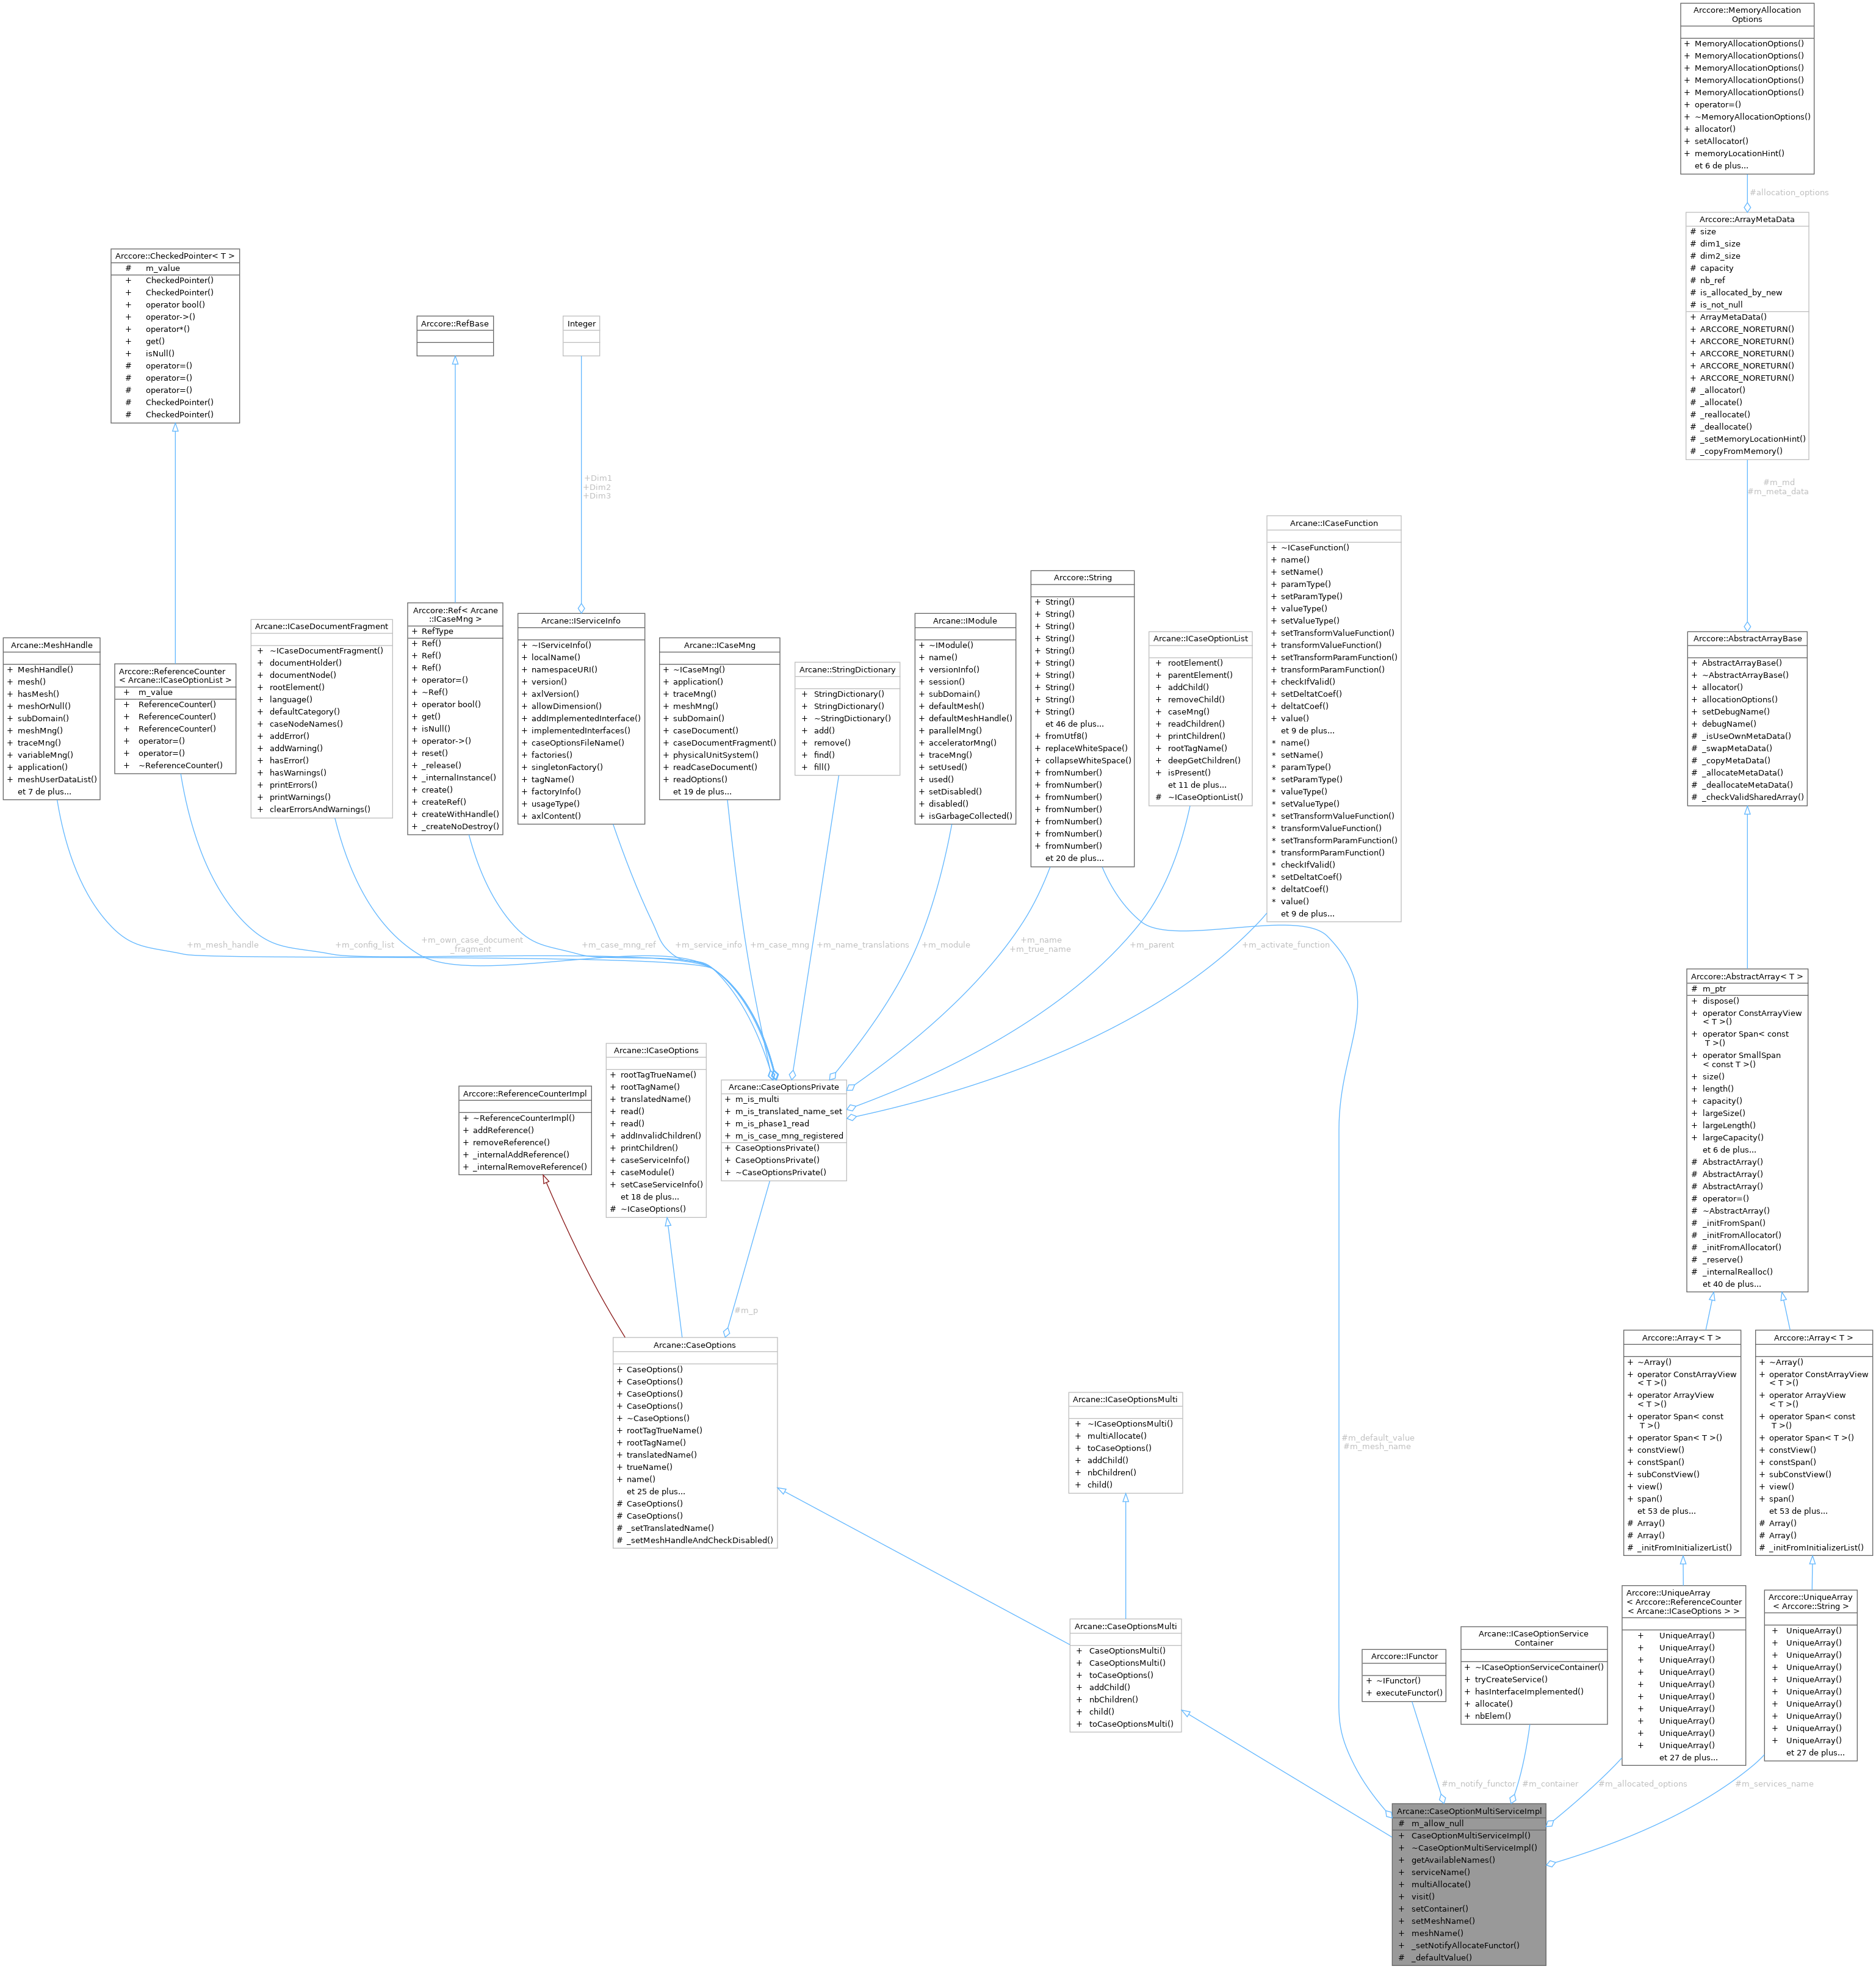 Arccore::MemoryAllocation
Options
+ MemoryAllocationOptions()
+ MemoryAllocationOptions()
+ MemoryAllocationOptions()
+ MemoryAllocationOptions()
+ MemoryAllocationOptions()
+ operator=()
+ ~MemoryAllocationOptions()
+ allocator()
+ setAllocator()
+ memoryLocationHint()
et 6 de plus...
#allocation_options
Arccore::ArrayMetaData
# size
# dim1_size
# dim2_size
# capacity
# nb_ref
# is_allocated_by_new
# is_not_null
+ ArrayMetaData()
+ ARCCORE_NORETURN()
+ ARCCORE_NORETURN()
+ ARCCORE_NORETURN()
+ ARCCORE_NORETURN()
+ ARCCORE_NORETURN()
# _allocator()
# _allocate()
# _reallocate()
# _deallocate()
# _setMemoryLocationHint()
# _copyFromMemory()
#m_md
#m_meta_data
Arccore::CheckedPointer< T >
# m_value
+ CheckedPointer()
+ CheckedPointer()
+ operator bool()
+ operator->()
+ operator*()
+ get()
+ isNull()
# operator=()
# operator=()
# operator=()
# CheckedPointer()
# CheckedPointer()
Arccore::RefBase
Integer
+Dim1
+Dim2
+Dim3
Arcane::MeshHandle
+ MeshHandle()
+ mesh()
+ hasMesh()
+ meshOrNull()
+ subDomain()
+ meshMng()
+ traceMng()
+ variableMng()
+ application()
+ meshUserDataList()
et 7 de plus...
Arccore::ReferenceCounter
< Arcane::ICaseOptionList >
+ m_value
+ ReferenceCounter()
+ ReferenceCounter()
+ ReferenceCounter()
+ operator=()
+ operator=()
+ ~ReferenceCounter()
Arcane::ICaseDocumentFragment
+ ~ICaseDocumentFragment()
+ documentHolder()
+ documentNode()
+ rootElement()
+ language()
+ defaultCategory()
+ caseNodeNames()
+ addError()
+ addWarning()
+ hasError()
+ hasWarnings()
+ printErrors()
+ printWarnings()
+ clearErrorsAndWarnings()
Arccore::Ref< Arcane
::ICaseMng >
+ RefType
+ Ref()
+ Ref()
+ Ref()
+ operator=()
+ ~Ref()
+ operator bool()
+ get()
+ isNull()
+ operator->()
+ reset()
+ _release()
+ _internalInstance()
+ create()
+ createRef()
+ createWithHandle()
+ _createNoDestroy()
Arcane::IServiceInfo
+ ~IServiceInfo()
+ localName()
+ namespaceURI()
+ version()
+ axlVersion()
+ allowDimension()
+ addImplementedInterface()
+ implementedInterfaces()
+ caseOptionsFileName()
+ factories()
+ singletonFactory()
+ tagName()
+ factoryInfo()
+ usageType()
+ axlContent()
Arcane::ICaseMng
+ ~ICaseMng()
+ application()
+ traceMng()
+ meshMng()
+ subDomain()
+ caseDocument()
+ caseDocumentFragment()
+ physicalUnitSystem()
+ readCaseDocument()
+ readOptions()
et 19 de plus...
Arcane::StringDictionary
+ StringDictionary()
+ StringDictionary()
+ ~StringDictionary()
+ add()
+ remove()
+ find()
+ fill()
Arcane::IModule
+ ~IModule()
+ name()
+ versionInfo()
+ session()
+ subDomain()
+ defaultMesh()
+ defaultMeshHandle()
+ parallelMng()
+ acceleratorMng()
+ traceMng()
+ setUsed()
+ used()
+ setDisabled()
+ disabled()
+ isGarbageCollected()
Arccore::String
+ String()
+ String()
+ String()
+ String()
+ String()
+ String()
+ String()
+ String()
+ String()
+ String()
et 46 de plus...
+ fromUtf8()
+ replaceWhiteSpace()
+ collapseWhiteSpace()
+ fromNumber()
+ fromNumber()
+ fromNumber()
+ fromNumber()
+ fromNumber()
+ fromNumber()
+ fromNumber()
et 20 de plus...
Arcane::ICaseOptionList
+ rootElement()
+ parentElement()
+ addChild()
+ removeChild()
+ caseMng()
+ readChildren()
+ printChildren()
+ rootTagName()
+ deepGetChildren()
+ isPresent()
et 11 de plus...
# ~ICaseOptionList()
Arcane::ICaseFunction
+ ~ICaseFunction()
+ name()
+ setName()
+ paramType()
+ setParamType()
+ valueType()
+ setValueType()
+ setTransformValueFunction()
+ transformValueFunction()
+ setTransformParamFunction()
+ transformParamFunction()
+ checkIfValid()
+ setDeltatCoef()
+ deltatCoef()
+ value()
et 9 de plus...
* name()
* setName()
* paramType()
* setParamType()
* valueType()
* setValueType()
* setTransformValueFunction()
* transformValueFunction()
* setTransformParamFunction()
* transformParamFunction()
* checkIfValid()
* setDeltatCoef()
* deltatCoef()
* value()
et 9 de plus...
Arccore::AbstractArrayBase
+ AbstractArrayBase()
+ ~AbstractArrayBase()
+ allocator()
+ allocationOptions()
+ setDebugName()
+ debugName()
# _isUseOwnMetaData()
# _swapMetaData()
# _copyMetaData()
# _allocateMetaData()
# _deallocateMetaData()
# _checkValidSharedArray()
+m_mesh_handle
+m_config_list
+m_own_case_document
_fragment
+m_case_mng_ref
+m_service_info
+m_case_mng
+m_name_translations
+m_module
+m_name
+m_true_name
+m_parent
+m_activate_function
Arccore::AbstractArray< T >
# m_ptr
+ dispose()
+ operator ConstArrayView
< T >()
+ operator Span< const
T >()
+ operator SmallSpan
< const T >()
+ size()
+ length()
+ capacity()
+ largeSize()
+ largeLength()
+ largeCapacity()
et 6 de plus...
# AbstractArray()
# AbstractArray()
# AbstractArray()
# operator=()
# ~AbstractArray()
# _initFromSpan()
# _initFromAllocator()
# _initFromAllocator()
# _reserve()
# _internalRealloc()
et 40 de plus...
Arccore::ReferenceCounterImpl
+ ~ReferenceCounterImpl()
+ addReference()
+ removeReference()
+ _internalAddReference()
+ _internalRemoveReference()
Arcane::ICaseOptions
+ rootTagTrueName()
+ rootTagName()
+ translatedName()
+ read()
+ read()
+ addInvalidChildren()
+ printChildren()
+ caseServiceInfo()
+ caseModule()
+ setCaseServiceInfo()
et 18 de plus...
# ~ICaseOptions()
Arcane::CaseOptionsPrivate
+ m_is_multi
+ m_is_translated_name_set
+ m_is_phase1_read
+ m_is_case_mng_registered
+ CaseOptionsPrivate()
+ CaseOptionsPrivate()
+ ~CaseOptionsPrivate()
#m_p
Arcane::CaseOptions
+ CaseOptions()
+ CaseOptions()
+ CaseOptions()
+ CaseOptions()
+ ~CaseOptions()
+ rootTagTrueName()
+ rootTagName()
+ translatedName()
+ trueName()
+ name()
et 25 de plus...
# CaseOptions()
# CaseOptions()
# _setTranslatedName()
# _setMeshHandleAndCheckDisabled()
Arcane::ICaseOptionsMulti
+ ~ICaseOptionsMulti()
+ multiAllocate()
+ toCaseOptions()
+ addChild()
+ nbChildren()
+ child()
#m_default_value
#m_mesh_name
Arccore::Array< T >
+ ~Array()
+ operator ConstArrayView
< T >()
+ operator ArrayView
< T >()
+ operator Span< const
T >()
+ operator Span< T >()
+ constView()
+ constSpan()
+ subConstView()
+ view()
+ span()
et 53 de plus...
# Array()
# Array()
# _initFromInitializerList()
Arccore::Array< T >
+ ~Array()
+ operator ConstArrayView
< T >()
+ operator ArrayView
< T >()
+ operator Span< const
T >()
+ operator Span< T >()
+ constView()
+ constSpan()
+ subConstView()
+ view()
+ span()
et 53 de plus...
# Array()
# Array()
# _initFromInitializerList()
Arcane::CaseOptionsMulti
+ CaseOptionsMulti()
+ CaseOptionsMulti()
+ toCaseOptions()
+ addChild()
+ nbChildren()
+ child()
+ toCaseOptionsMulti()
Arccore::IFunctor
+ ~IFunctor()
+ executeFunctor()
Arcane::ICaseOptionService
Container
+ ~ICaseOptionServiceContainer()
+ tryCreateService()
+ hasInterfaceImplemented()
+ allocate()
+ nbElem()
Arccore::UniqueArray
< Arccore::ReferenceCounter
< Arcane::ICaseOptions > >
+ UniqueArray()
+ UniqueArray()
+ UniqueArray()
+ UniqueArray()
+ UniqueArray()
+ UniqueArray()
+ UniqueArray()
+ UniqueArray()
+ UniqueArray()
+ UniqueArray()
et 27 de plus...
Arccore::UniqueArray
< Arccore::String >
+ UniqueArray()
+ UniqueArray()
+ UniqueArray()
+ UniqueArray()
+ UniqueArray()
+ UniqueArray()
+ UniqueArray()
+ UniqueArray()
+ UniqueArray()
+ UniqueArray()
et 27 de plus...
#m_notify_functor
#m_container
#m_allocated_options
#m_services_name
Arcane::CaseOptionMultiServiceImpl
# m_allow_null
+ CaseOptionMultiServiceImpl()
+ ~CaseOptionMultiServiceImpl()
+ getAvailableNames()
+ serviceName()
+ multiAllocate()
+ visit()
+ setContainer()
+ setMeshName()
+ meshName()
+ _setNotifyAllocateFunctor()
# _defaultValue()